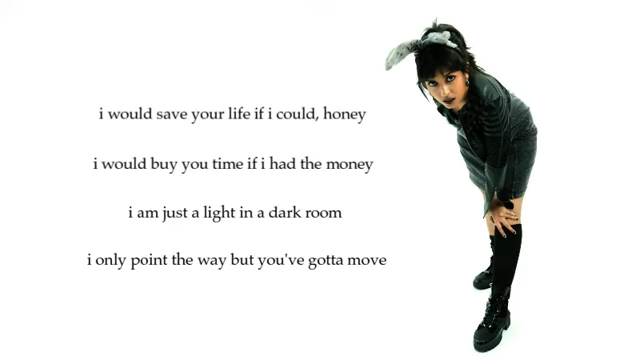 i would save your life if i could, honey
i would buy you time if i had the money
i am just a light in a dark room
i only point the way but you've gotta move